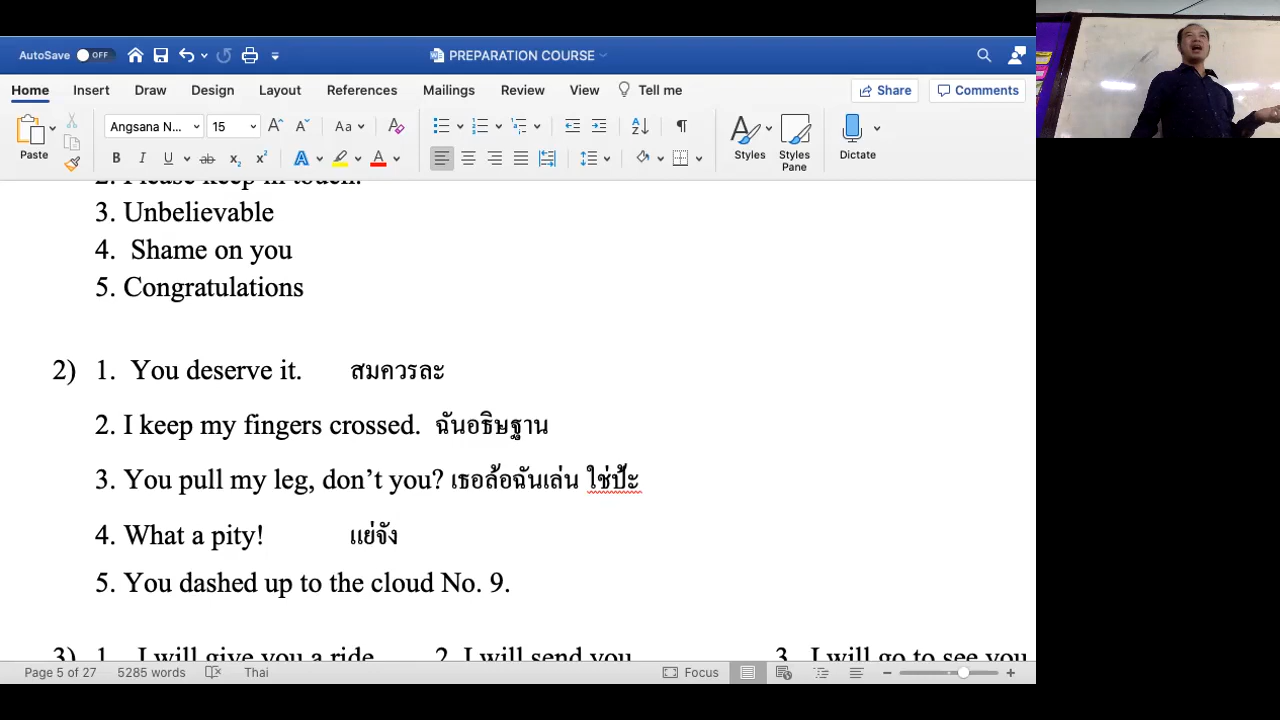 AutoSave OFF PREPARATION COURSE
Home Insert Draw Design Layout References Mailings Review View Tell me Share Comments
Paste Angsana N... 15 Aa Styles Styles Pane Dictate
2. Please keep in touch.
3. Unbelievable
4. Shame on you
5. Congratulations
2) 1. You deserve it. สมควรละ
2. I keep my fingers crossed. ฉันอธิษฐาน
3. You pull my leg, don’t you? เธอล้อฉันเล่น ใช่ป้ะ
4. What a pity! แย่จัง
5. You dashed up to the cloud No. 9.
3) 1. I will give you a ride 2. I will send you 3. I will go to see you
Page 5 of 27 5285 words Thai Focus